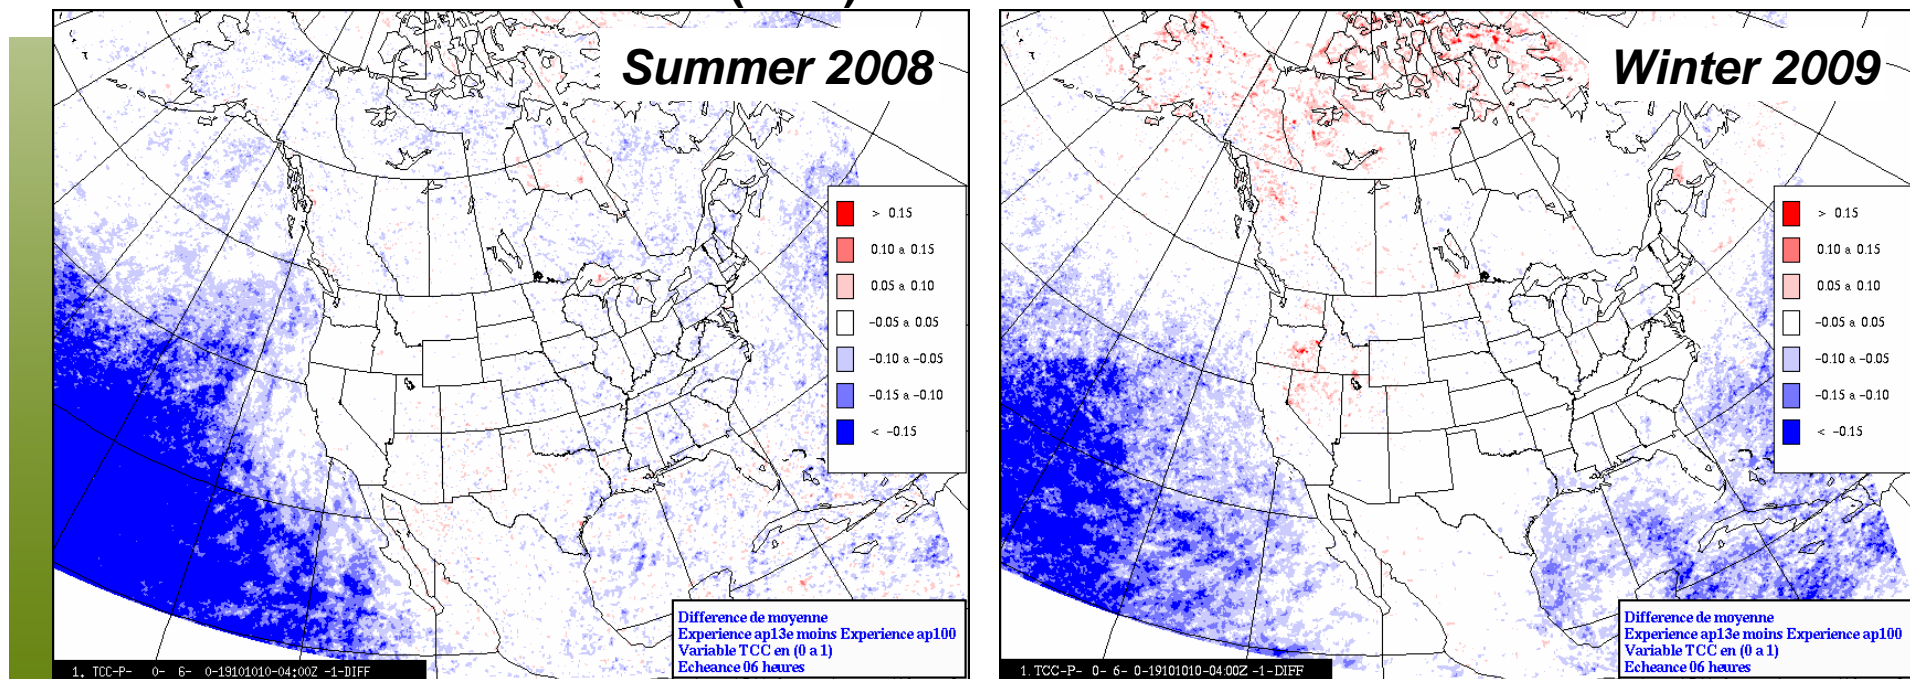 Summer 2008
> 0.15
0.10 a 0.15
0.05 a 0.10
-0.05 a 0.05
-0.10 a -0.05
-0.15 a -0.10
< -0.15
Difference de moyenne
Experience ap13e moins Experience ap100
Variable TCC en (0 a 1)
Echeance 06 heures
1. TCC-P- 0- 6- 0-19101010-04:00Z -1-DIFF
Winter 2009
> 0.15
0.10 a 0.15
0.05 a 0.10
-0.05 a 0.05
-0.10 a -0.05
-0.15 a -0.10
< -0.15
Difference de moyenne
Experience ap13e moins Experience ap100
Variable TCC en (0 a 1)
Echeance 06 heures
1.TCC-P- 0- 6- 0-19101010-04:00Z -1-DIFF